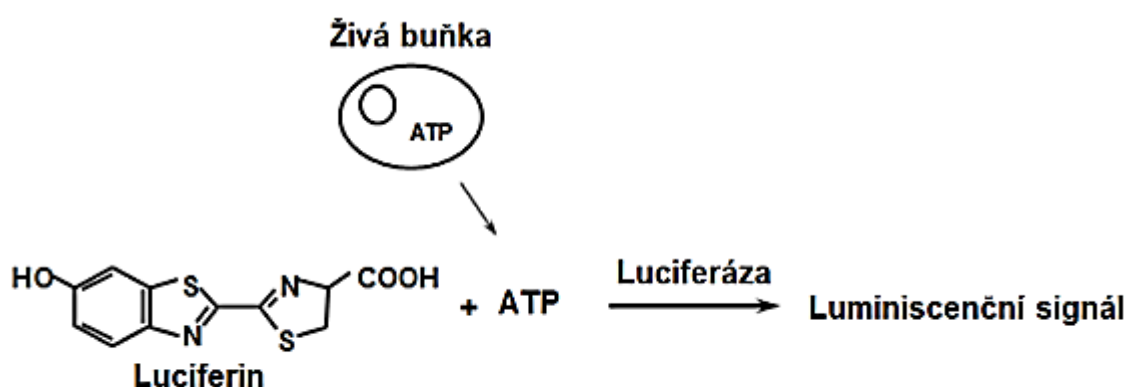 Živá buňka
ATP
HO
S
N
N
S
COOH
+ ATP
Luciferáza
Luminiscenční signál
Luciferin